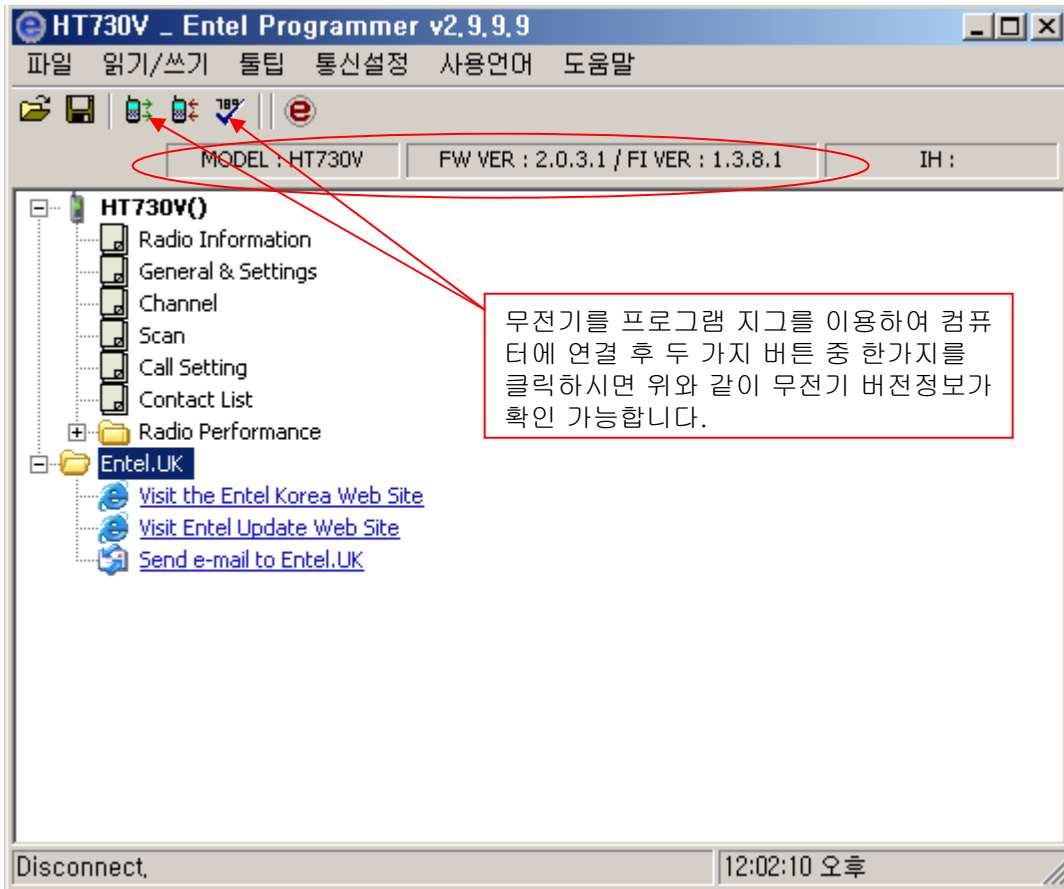 HT730V _ Entel Programmer v2.9.9.9
파일 읽기/쓰기 툴팁 통신설정 사용언어 도움말
MODEL : HT730V FW VER : 2.0.3.1 / FI VER : 1.3.8.1 IH :
HT730V()
Radio Information
General & Settings
Channel
Scan
Call Setting
Contact List
Radio Performance
Entel.UK
Visit the Entel Korea Web Site
Visit Entel Update Web Site
Send e-mail to Entel.UK
무전기를 프로그램 지그를 이용하여 컴퓨
터에 연결 후 두 가지 버튼 중 한가지를
클릭하시면 위와 같이 무전기 버전정보가
확인 가능합니다.
Disconnect, 12:02:10 오후